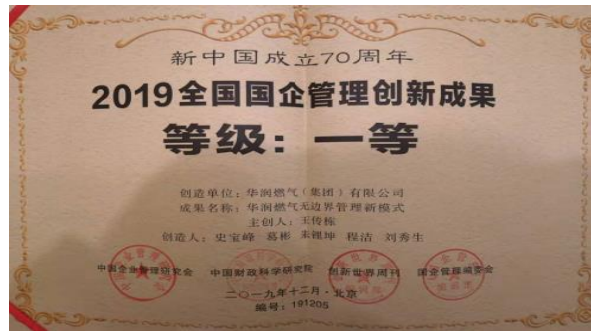 新中国成立70周年
2019全国国企管理创新成果
等级：一等
创造单位：华润燃气（集团）有限公司
成果名称：华润燃气无边界管理新模式
主创人：王传栋
创造人：史宝峰 葛彬 朱锂坤 程洁 刘秀生
中国企业管理研究会 中国财政科学研究院 创新世界周刊 国企管理编委会
二〇一九年十二月·北京
编号：191205